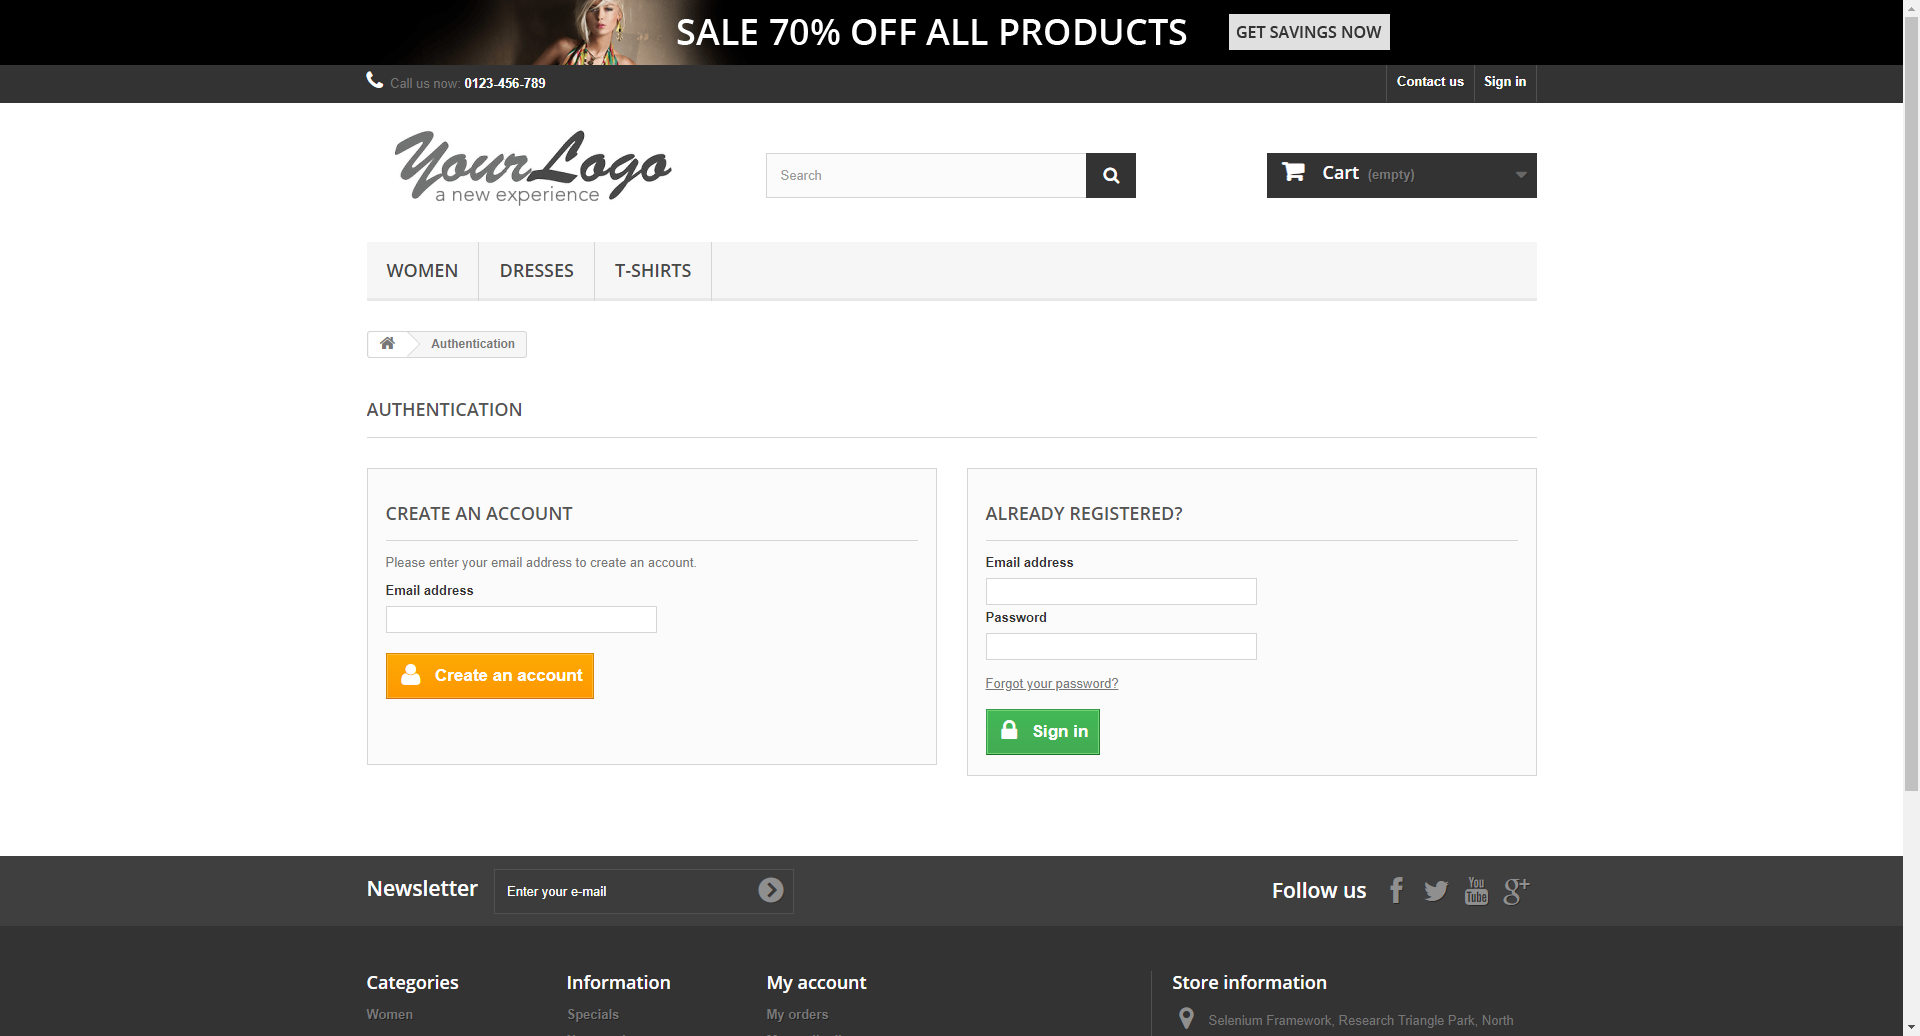 SALE 70% OFF ALL PRODUCTS
GET SAVINGS NOW
Call us now: 0123-456-789
Contact us
Sign in
YourLogo
a new experience
Search
Cart (empty)
WOMEN
DRESSES
T-SHIRTS
Authentication
AUTHENTICATION
CREATE AN ACCOUNT
Please enter your email address to create an account.
Email address
Create an account
ALREADY REGISTERED?
Email address
Password
Forgot your password?
Sign in
Newsletter
Enter your e-mail
Follow us
You
Tube
g+
Categories
Women
Information
Specials
My account
My orders
Store information
Selenium Framework, Research Triangle Park, North